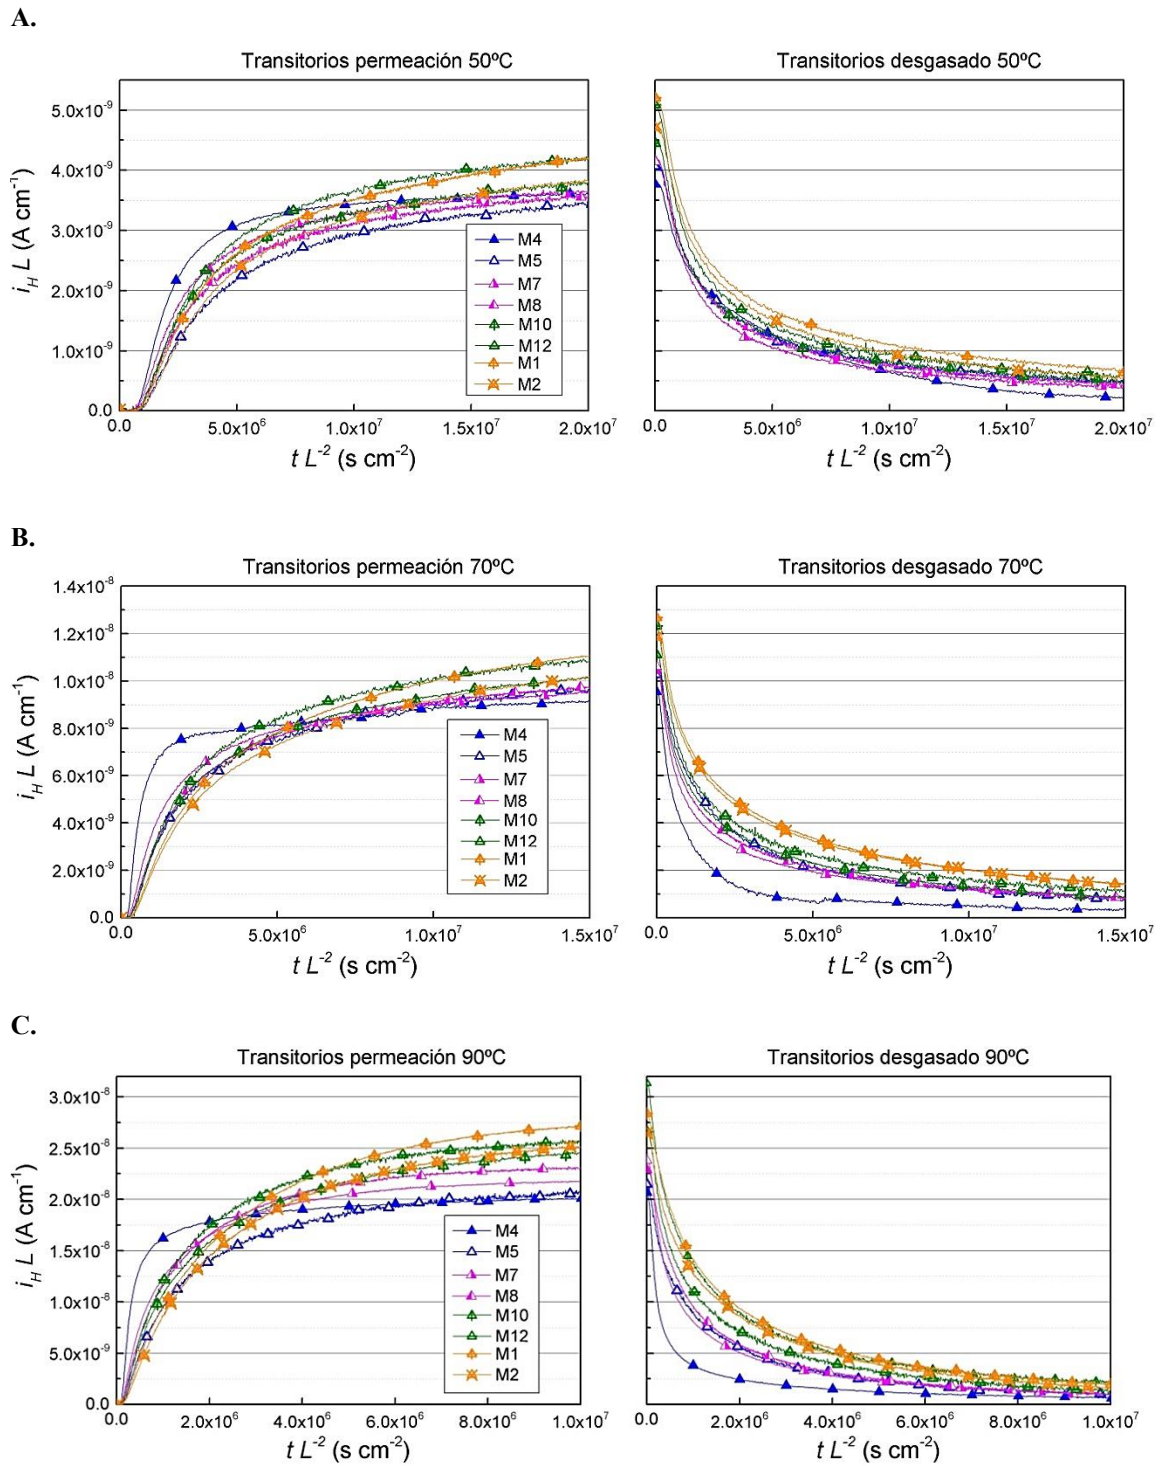 A.
Transitorios permeación 50ºC
Transitorios desgasado 50ºC
i_H L (A cm⁻¹)
5.0x10⁻⁹
4.0x10⁻⁹
3.0x10⁻⁹
2.0x10⁻⁹
1.0x10⁻⁹
0.0
M4
M5
M7
M8
M10
M12
M1
M2
0.0 5.0x10⁶ 1.0x10⁷ 1.5x10⁷ 2.0x10⁷
t L⁻² (s cm⁻²)
0.0 5.0x10⁶ 1.0x10⁷ 1.5x10⁷ 2.0x10⁷
t L⁻² (s cm⁻²)
B.
Transitorios permeación 70ºC
Transitorios desgasado 70ºC
i_H L (A cm⁻¹)
1.4x10⁻⁸
1.2x10⁻⁸
1.0x10⁻⁸
8.0x10⁻⁹
6.0x10⁻⁹
4.0x10⁻⁹
2.0x10⁻⁹
0.0
M4
M5
M7
M8
M10
M12
M1
M2
0.0 5.0x10⁶ 1.0x10⁷ 1.5x10⁷
t L⁻² (s cm⁻²)
0.0 5.0x10⁶ 1.0x10⁷ 1.5x10⁷
t L⁻² (s cm⁻²)
C.
Transitorios permeación 90ºC
Transitorios desgasado 90ºC
i_H L (A cm⁻¹)
3.0x10⁻⁸
2.5x10⁻⁸
2.0x10⁻⁸
1.5x10⁻⁸
1.0x10⁻⁸
5.0x10⁻⁹
0.0
M4
M5
M7
M8
M10
M12
M1
M2
0.0 2.0x10⁶ 4.0x10⁶ 6.0x10⁶ 8.0x10⁶ 1.0x10⁷
t L⁻² (s cm⁻²)
0.0 2.0x10⁶ 4.0x10⁶ 6.0x10⁶ 8.0x10⁶ 1.0x10⁷
t L⁻² (s cm⁻²)